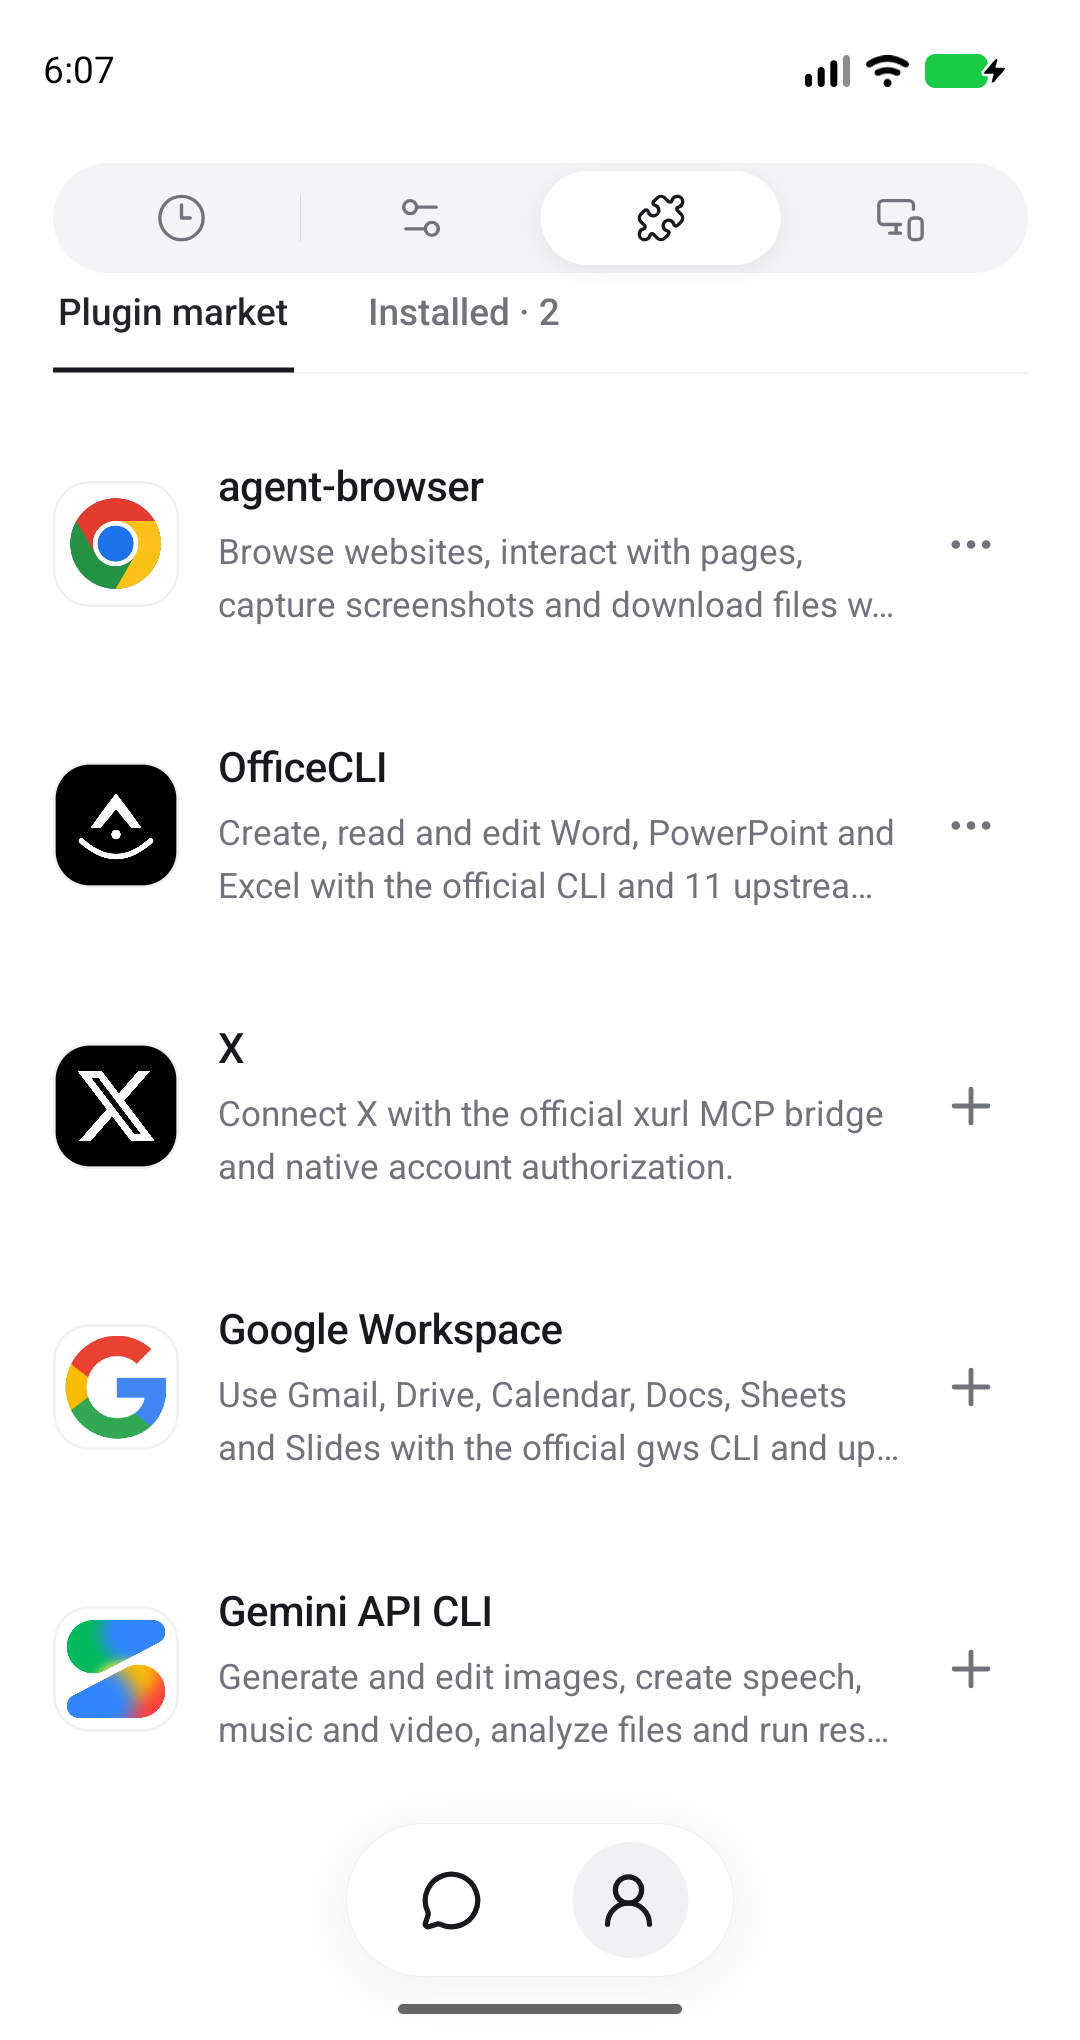 6:07
Plugin market
Installed · 2
agent-browser
Browse websites, interact with pages,
capture screenshots and download files w...
OfficeCLI
Create, read and edit Word, PowerPoint and
Excel with the official CLI and 11 upstrea...
X
Connect X with the official xurl MCP bridge
and native account authorization.
Google Workspace
Use Gmail, Drive, Calendar, Docs, Sheets
and Slides with the official gws CLI and up...
Gemini API CLI
Generate and edit images, create speech,
music and video, analyze files and run res...